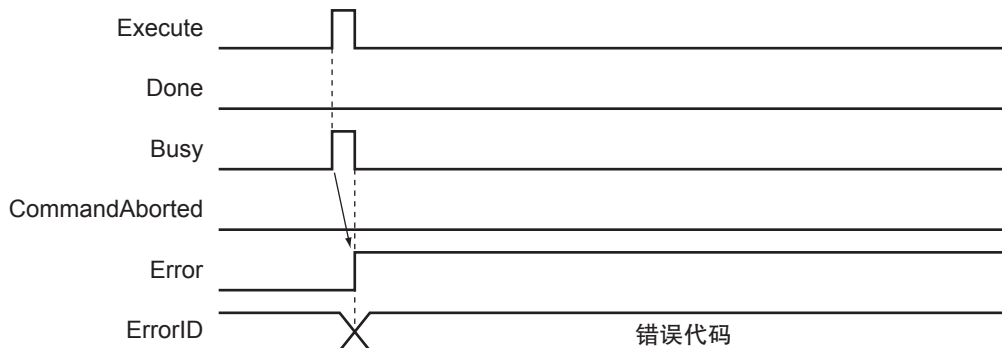 Execute
Done
Busy
CommandAborted
Error
ErrorID
错误代码